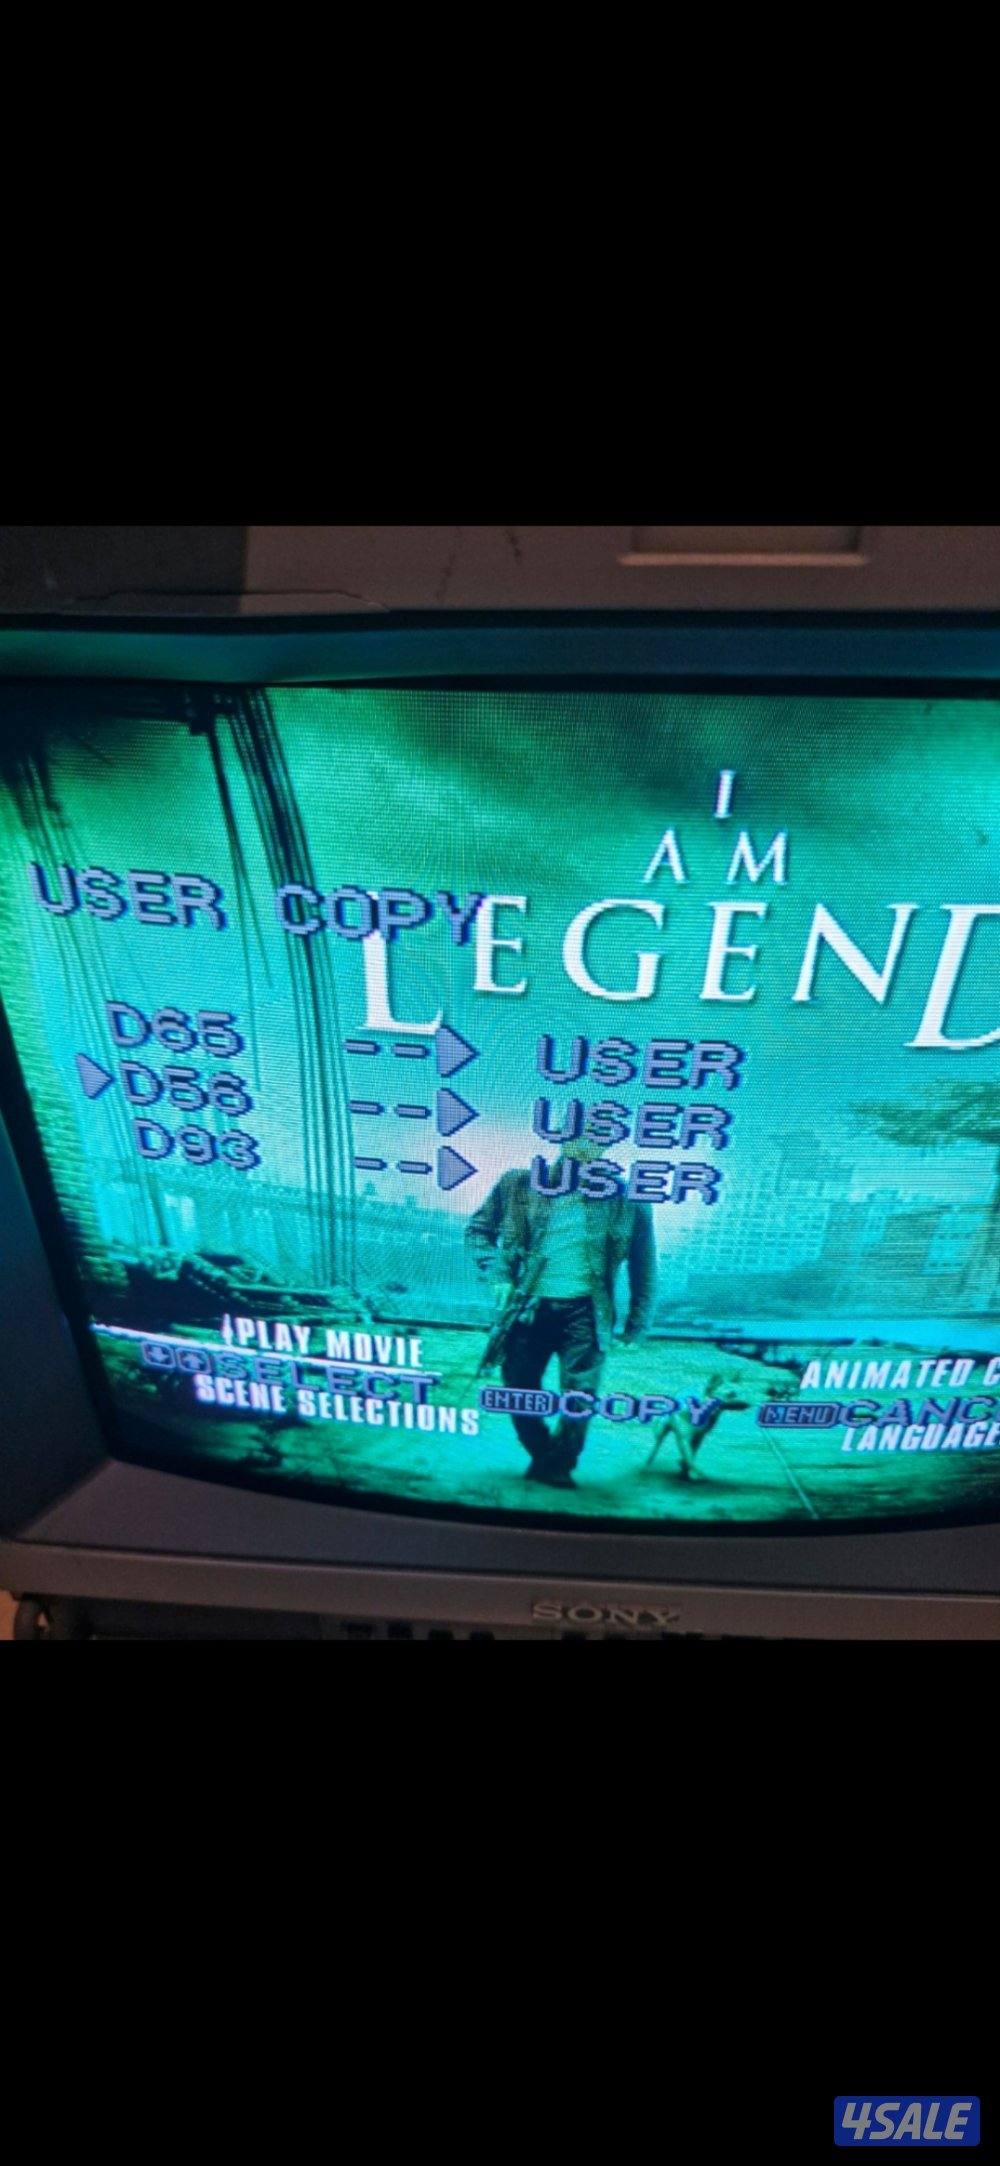 I
AM
LEGEND
USER COPY
D65 --> USER
D56 --> USER
D93 --> USER
PLAY MOVIE
SELECT
SCENE SELECTIONS
ENTER COPY
MENU CANC
ANIMATED C
LANGUAGE
SONY
4SALE